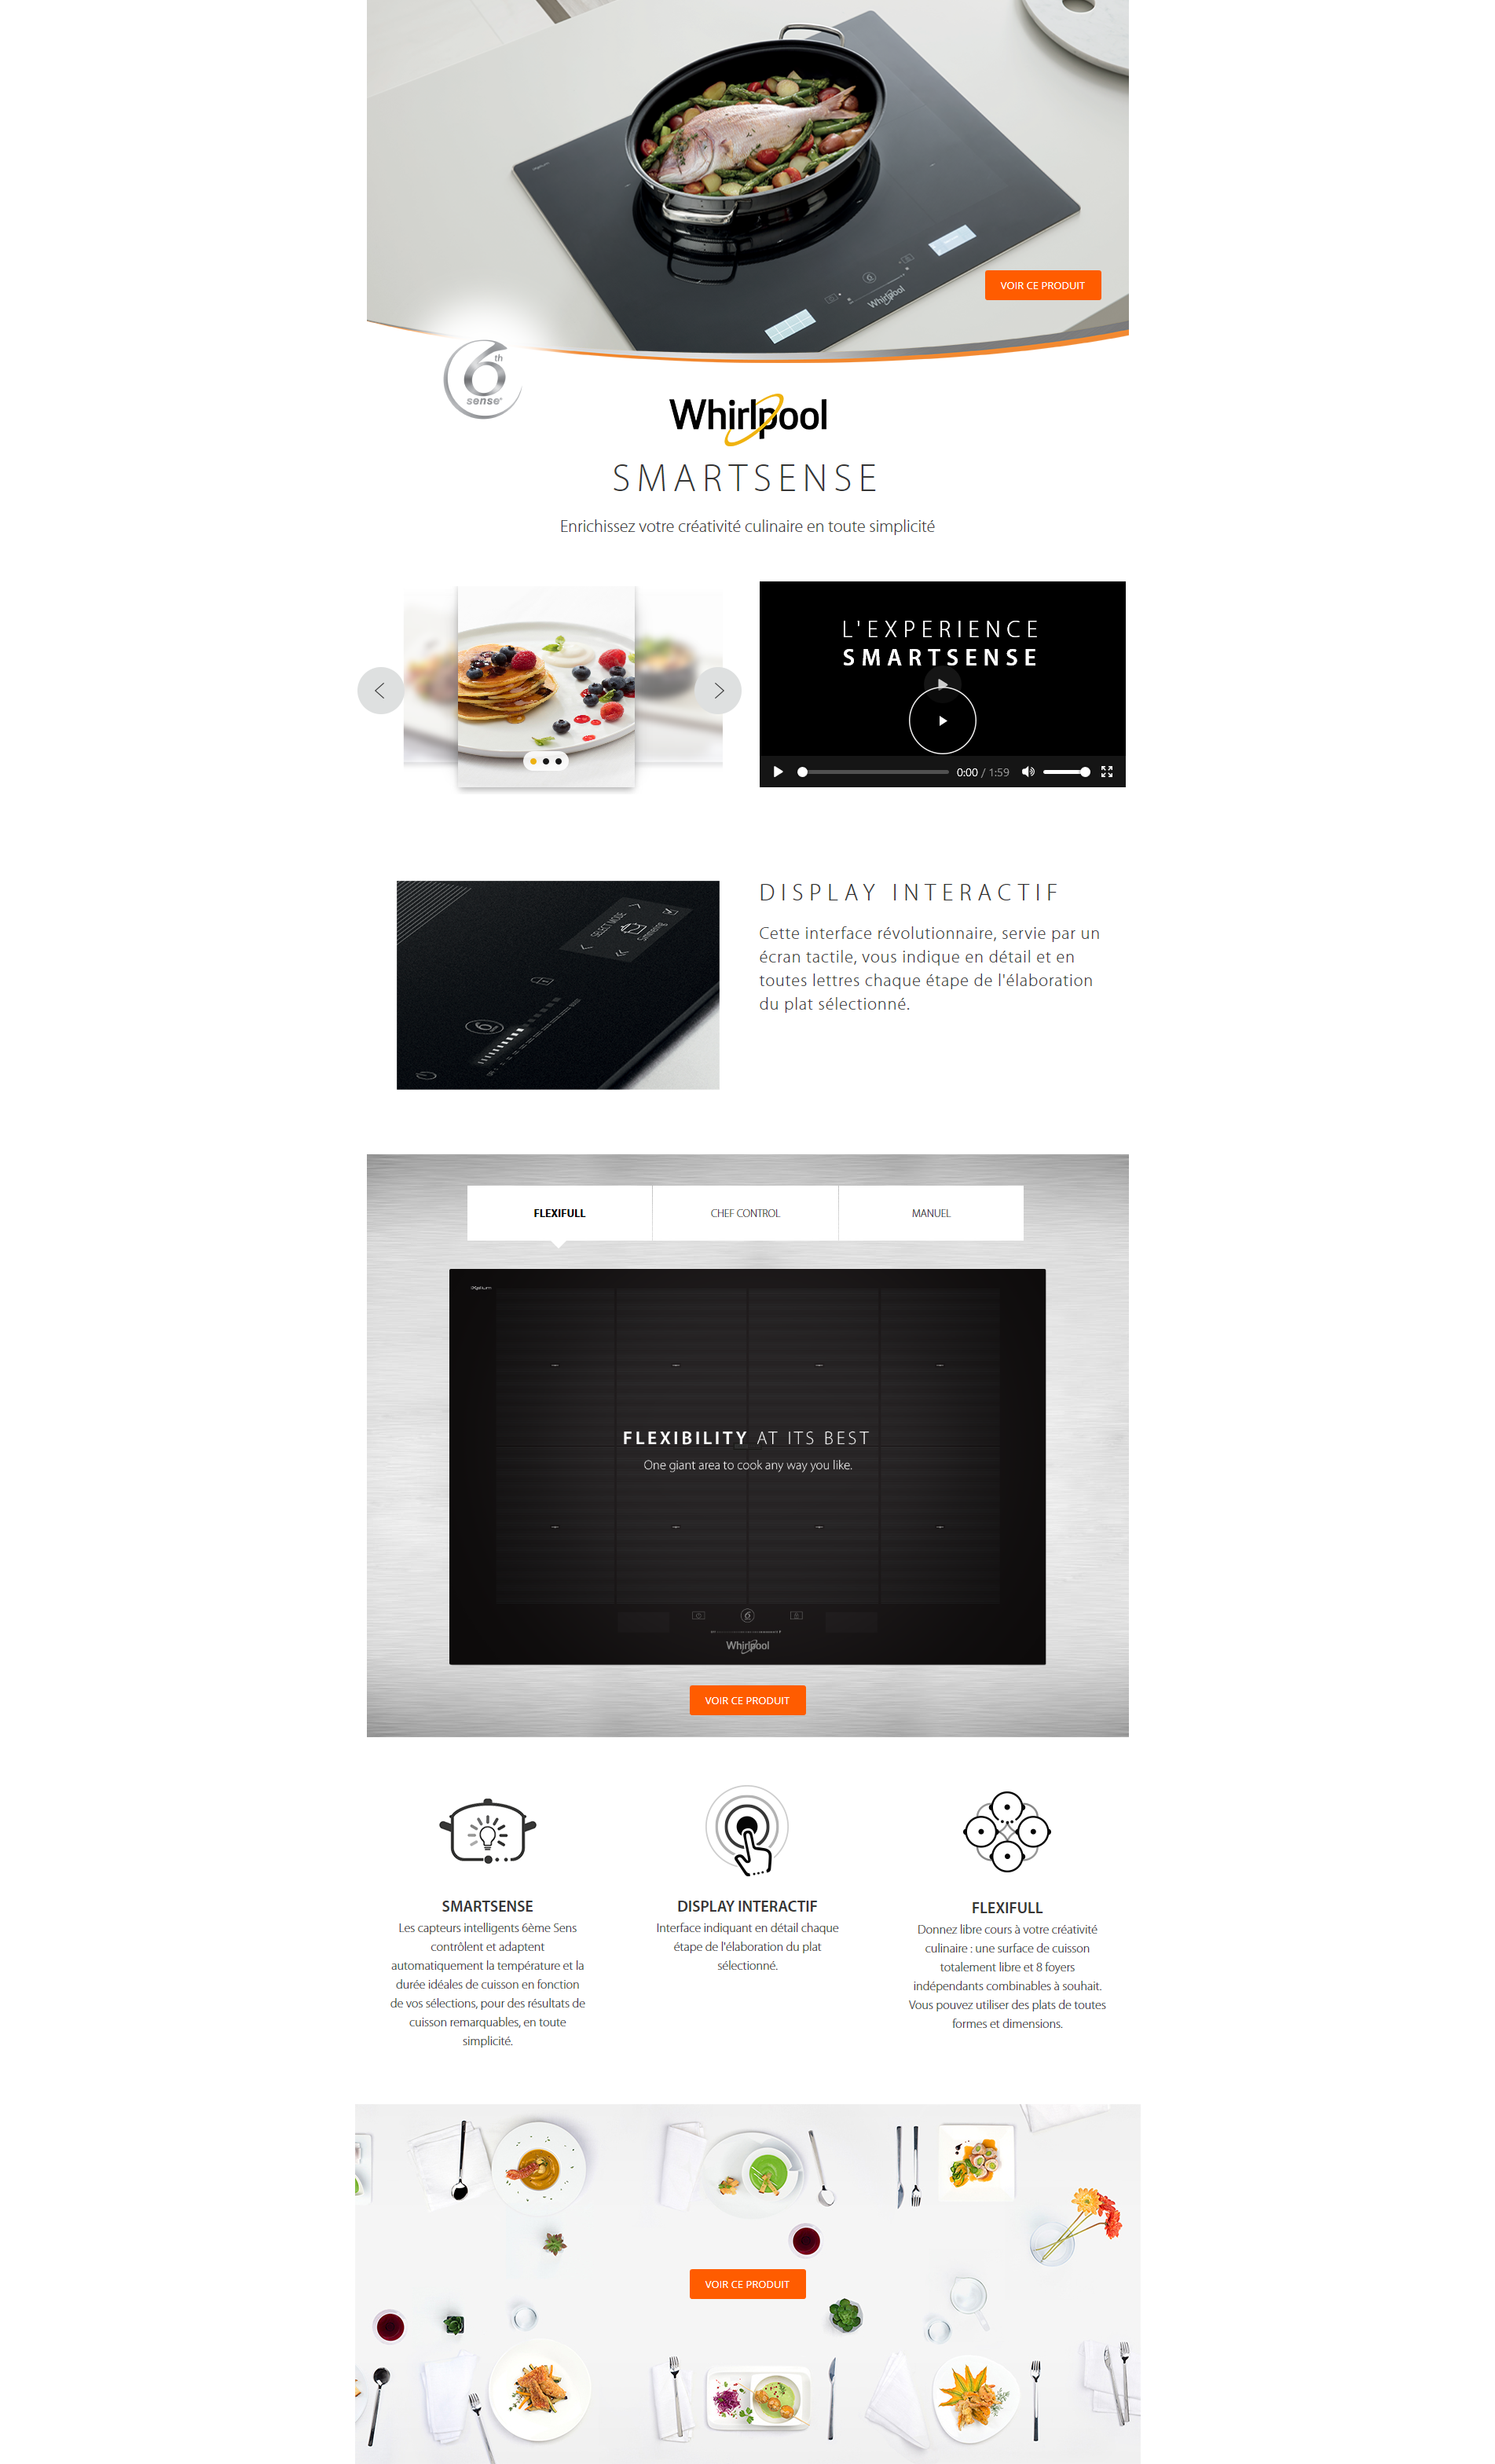 Whirlpool
VOIR CE PRODUIT
6th
sense®
Whirlpool
SMARTSENSE
Enrichissez votre créativité culinaire en toute simplicité
L'EXPERIENCE
SMARTSENSE
0:00 / 1:59
SELECT MODE
Simmering
6
DISPLAY INTERACTIF
Cette interface révolutionnaire, servie par un
écran tactile, vous indique en détail et en
toutes lettres chaque étape de l'élaboration
du plat sélectionné.
FLEXIFULL
CHEF CONTROL
MANUEL
FLEXIBILITY AT ITS BEST
One giant area to cook any way you like.
6
Whirlpool
VOIR CE PRODUIT
SMARTSENSE
Les capteurs intelligents 6ème Sens
contrôlent et adaptent
automatiquement la température et la
durée idéales de cuisson en fonction
de vos sélections, pour des résultats de
cuisson remarquables, en toute
simplicité.
DISPLAY INTERACTIF
Interface indiquant en détail chaque
étape de l'élaboration du plat
sélectionné.
FLEXIFULL
Donnez libre cours à votre créativité
culinaire : une surface de cuisson
totalement libre et 8 foyers
indépendants combinables à souhait.
Vous pouvez utiliser des plats de toutes
formes et dimensions.
VOIR CE PRODUIT